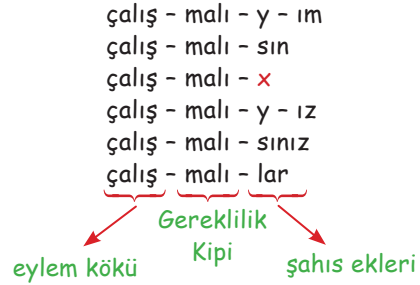 çalış – malı – y – ım
çalış – malı – sın
çalış – malı – x
çalış – malı – y – ız
çalış – malı – sınız
çalış – malı – lar
Gereklilik
Kipi
eylem kökü
şahıs ekleri